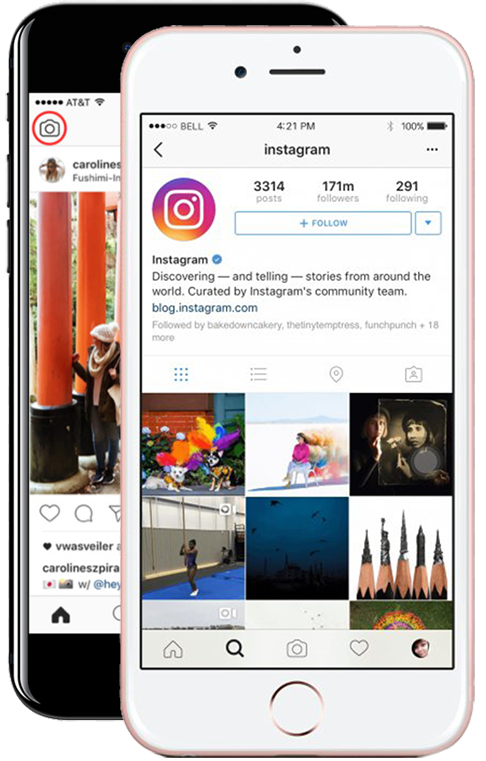 AT&T
carolines
Fushimi-In
vwasveiler a
carolineszpira
w/ @hey
BELL
4:21 PM
100%
instagram
3314
171m
291
posts
followers
following
+ FOLLOW
Instagram
Discovering — and telling — stories from around the
world. Curated by Instagram's community team.
blog.instagram.com
Followed by bakedowncakery, thetinytemptress, funchpunch + 18
more